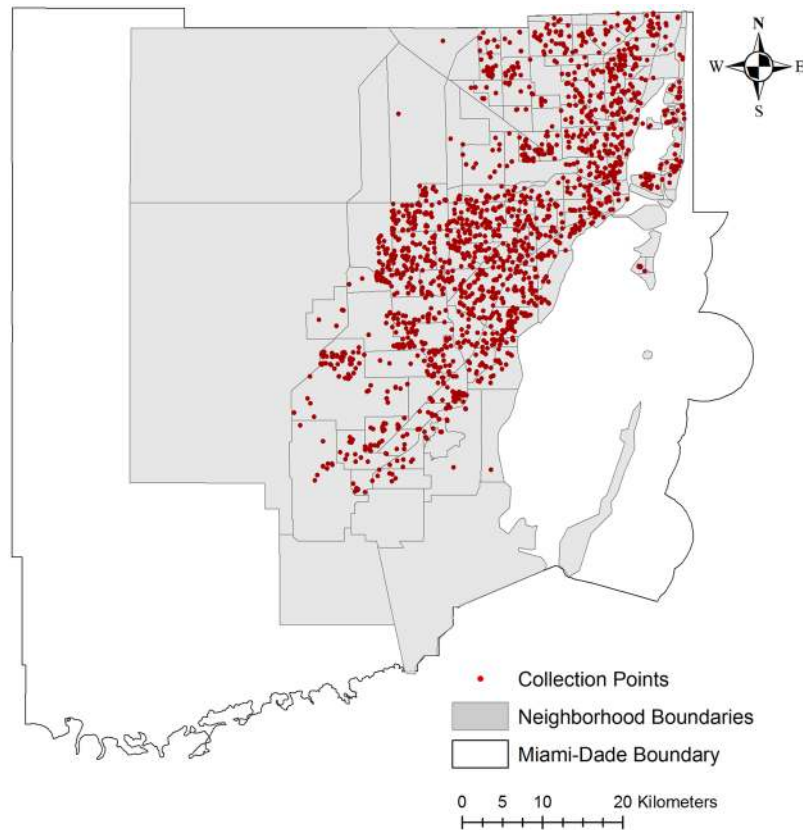 N
W E
S
Collection Points
Neighborhood Boundaries
Miami-Dade Boundary
0 5 10 20 Kilometers